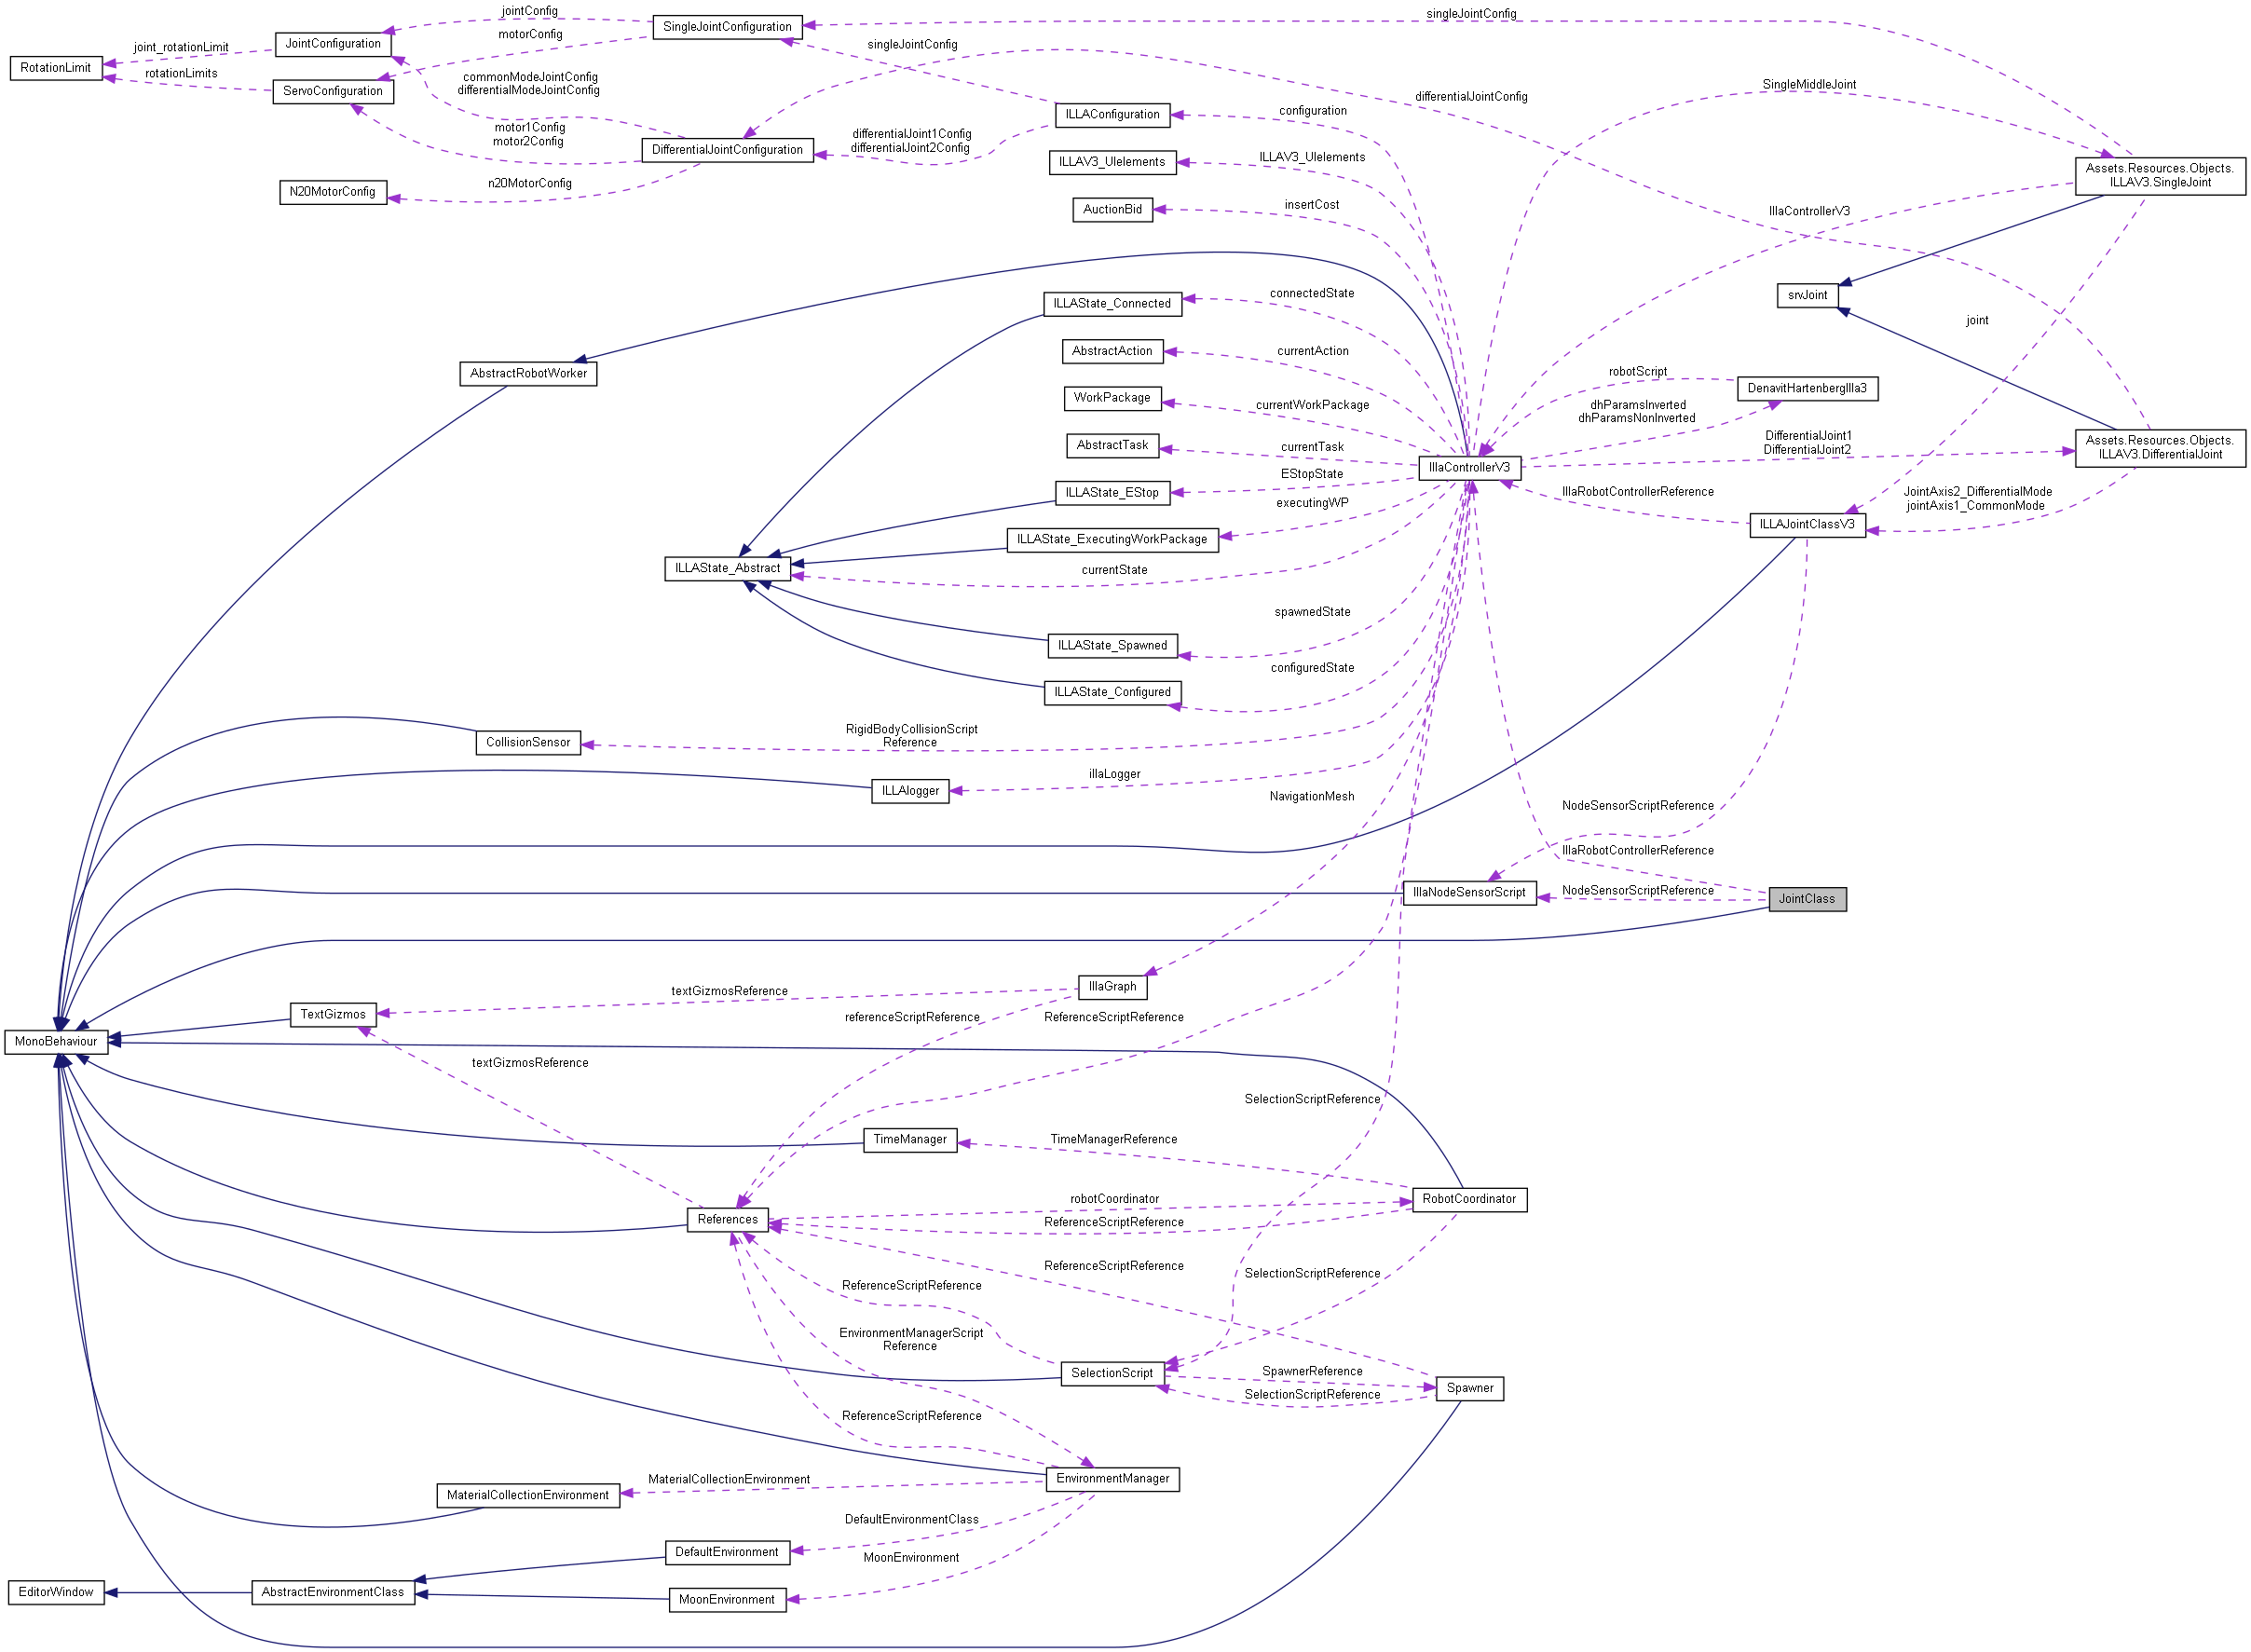 jointConfig
singleJointConfig
SingleJointConfiguration
motorConfig
JointConfiguration
joint_rotationLimit
singleJointConfig
RotationLimit
rotationLimits
commonModeJointConfig
differentialModeJointConfig
ServoConfiguration
SingleMiddleJoint
differentialJointConfig
configuration
ILLAConfiguration
motor1Config
motor2Config
differentialJoint1Config
differentialJoint2Config
DifferentialJointConfiguration
ILLAV3_UIelements
ILLAV3_UIelements
Assets.Resources.Objects.
ILLAV3.SingleJoint
n20MotorConfig
N20MotorConfig
insertCost
AuctionBid
IllaControllerV3
connectedState
ILLAState_Connected
srvJoint
joint
currentAction
AbstractAction
AbstractRobotWorker
robotScript
DenavitHartenbergIlla3
WorkPackage
currentWorkPackage
dhParamsInverted
dhParamsNonInverted
AbstractTask
currentTask
DifferentialJoint1
DifferentialJoint2
Assets.Resources.Objects.
ILLAV3.DifferentialJoint
IllaControllerV3
EStopState
ILLAState_EStop
IllaRobotControllerReference
JointAxis2_DifferentialMode
jointAxis1_CommonMode
executingWP
ILLAJointClassV3
ILLAState_ExecutingWorkPackage
ILLAState_Abstract
currentState
spawnedState
ILLAState_Spawned
configuredState
ILLAState_Configured
RigidBodyCollisionScript
Reference
CollisionSensor
illaLogger
ILLAlogger
NavigationMesh
NodeSensorScriptReference
IllaRobotControllerReference
IllaNodeSensorScript
NodeSensorScriptReference
JointClass
textGizmosReference
IllaGraph
TextGizmos
referenceScriptReference
ReferenceScriptReference
MonoBehaviour
textGizmosReference
SelectionScriptReference
TimeManager
TimeManagerReference
robotCoordinator
RobotCoordinator
References
ReferenceScriptReference
ReferenceScriptReference
SelectionScriptReference
ReferenceScriptReference
EnvironmentManagerScript
Reference
SelectionScript
SpawnerReference
Spawner
SelectionScriptReference
ReferenceScriptReference
EnvironmentManager
MaterialCollectionEnvironment
MaterialCollectionEnvironment
DefaultEnvironmentClass
DefaultEnvironment
MoonEnvironment
EditorWindow
AbstractEnvironmentClass
MoonEnvironment